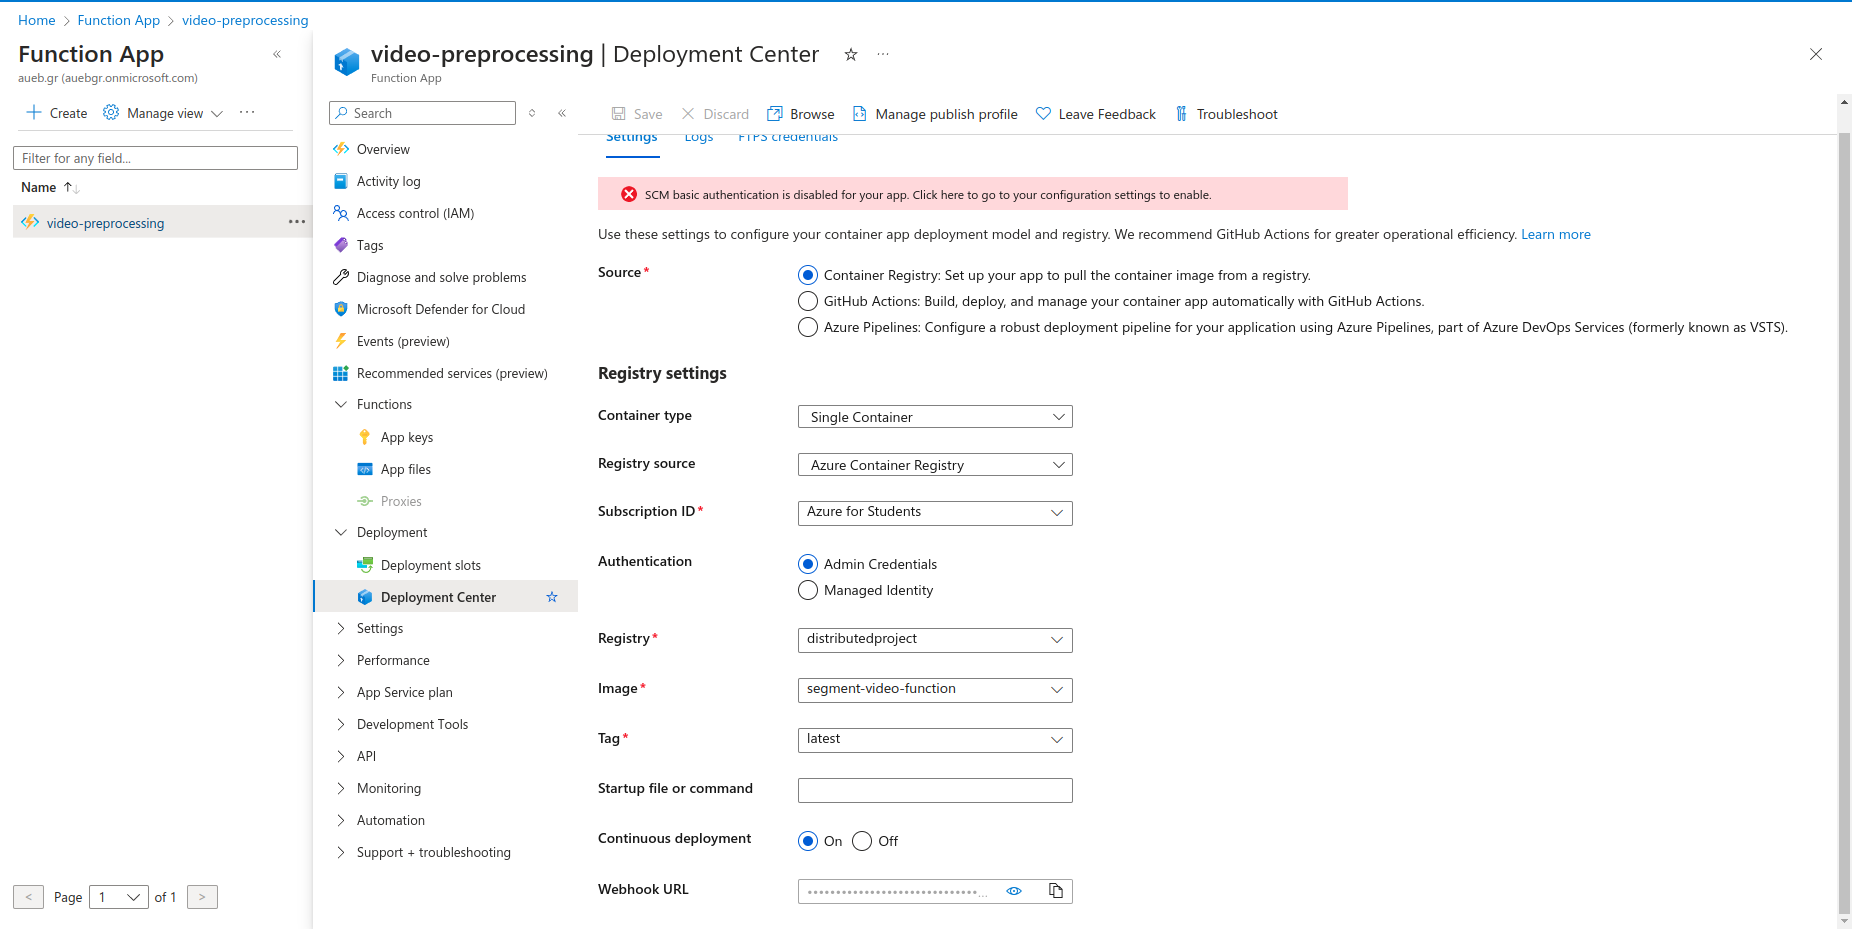 Home > Function App > video-preprocessing
Function App
aueb.gr (auebgr.onmicrosoft.com)
Create
Manage view
Filter for any field...
Name
video-preprocessing
< Page 1 of 1 >
video-preprocessing | Deployment Center
Function App
Search
Overview
Activity log
Access control (IAM)
Tags
Diagnose and solve problems
Microsoft Defender for Cloud
Events (preview)
Recommended services (preview)
Functions
App keys
App files
Proxies
Deployment
Deployment slots
Deployment Center
Settings
Performance
App Service plan
Development Tools
API
Monitoring
Automation
Support + troubleshooting
Save
Discard
Browse
Manage publish profile
Leave Feedback
Troubleshoot
Settings
Logs
FTPS credentials
SCM basic authentication is disabled for your app. Click here to go to your configuration settings to enable.
Use these settings to configure your container app deployment model and registry. We recommend GitHub Actions for greater operational efficiency. Learn more
Source*
Container Registry: Set up your app to pull the container image from a registry.
GitHub Actions: Build, deploy, and manage your container app automatically with GitHub Actions.
Azure Pipelines: Configure a robust deployment pipeline for your application using Azure Pipelines, part of Azure DevOps Services (formerly known as VSTS).
Registry settings
Container type
Single Container
Registry source
Azure Container Registry
Subscription ID*
Azure for Students
Authentication
Admin Credentials
Managed Identity
Registry*
distributedproject
Image*
segment-video-function
Tag*
latest
Startup file or command
Continuous deployment
On
Off
Webhook URL